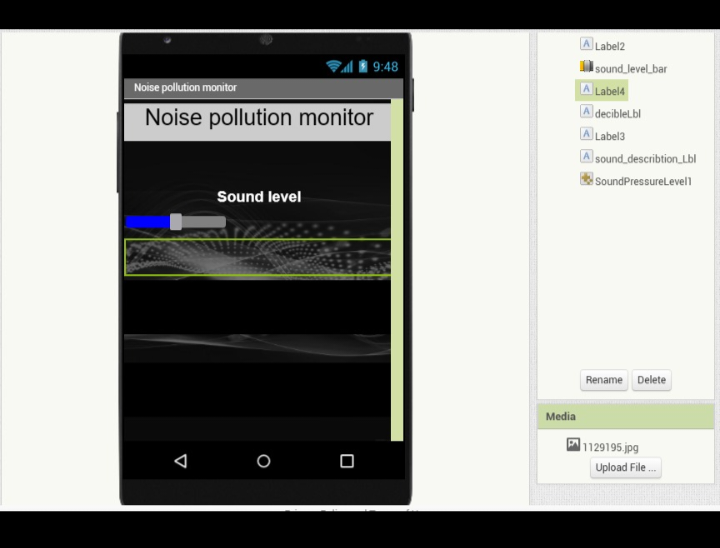 9:48
Noise pollution monitor
Noise pollution monitor
Sound level
Label2
sound_level_bar
Label4
decibleLbl
Label3
sound_describtion_Lbl
SoundPressureLevel1
Rename Delete
Media
1129195.jpg
Upload File ...